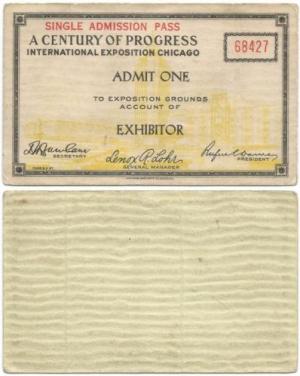 SINGLE ADMISSION PASS
A CENTURY OF PROGRESS
INTERNATIONAL EXPOSITION CHICAGO
68427
ADMIT ONE
TO EXPOSITION GROUNDS
ACCOUNT OF
EXHIBITOR
SECRETARY
Lenox R. Lohr
GENERAL MANAGER
PRESIDENT